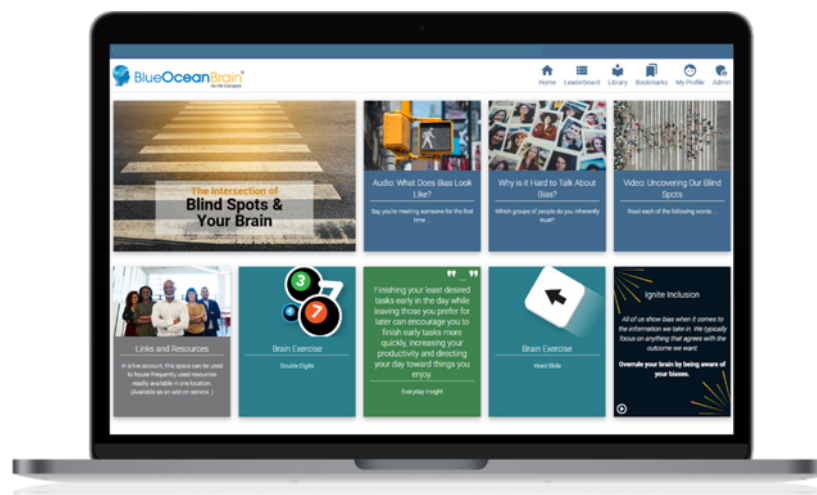 BlueOceanBrain®
An HSI Company
Home
Leaderboard
Library
Bookmarks
My Profile
Admin
The Intersection of
Blind Spots &
Your Brain
Audio: What Does Bias Look
Like?
Say you're meeting someone for the first
time ...
Why is it Hard to Talk About
Bias?
Which groups of people do you inherently
trust?
Video: Uncovering Our Blind
Spots
Read each of the following words ...
Links and Resources
In a live account, this space can be used
to house frequently used resources
readily available in one location.
(Available as an add-on service. )
3
7
Brain Exercise
Double Digits
" ... "
Finishing your least desired
tasks early in the day while
leaving those you prefer for
later can encourage you to
finish early tasks more
quickly, increasing your
productivity and directing
your day toward things you
enjoy.
Everyday Insight
Brain Exercise
Word Slide
Ignite Inclusion
All of us show bias when it comes to
the information we take in. We typically
focus on anything that agrees with the
outcome we want.
Overrule your brain by being aware of
your biases.